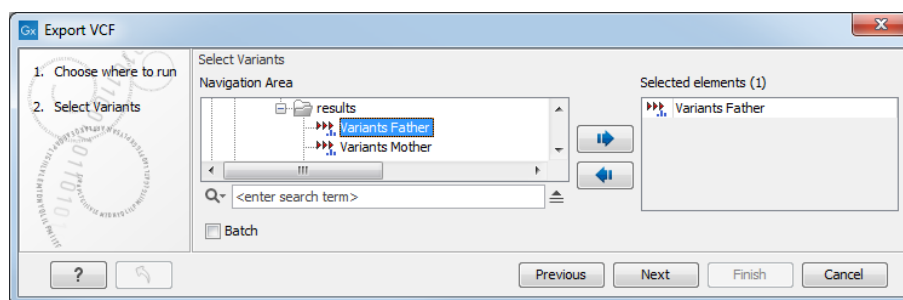 Gx Export VCF
1. Choose where to run
2. Select Variants
Select Variants
Navigation Area
results
Variants Father
Variants Mother
<enter search term>
Batch
Selected elements (1)
Variants Father
?
Previous
Next
Finish
Cancel